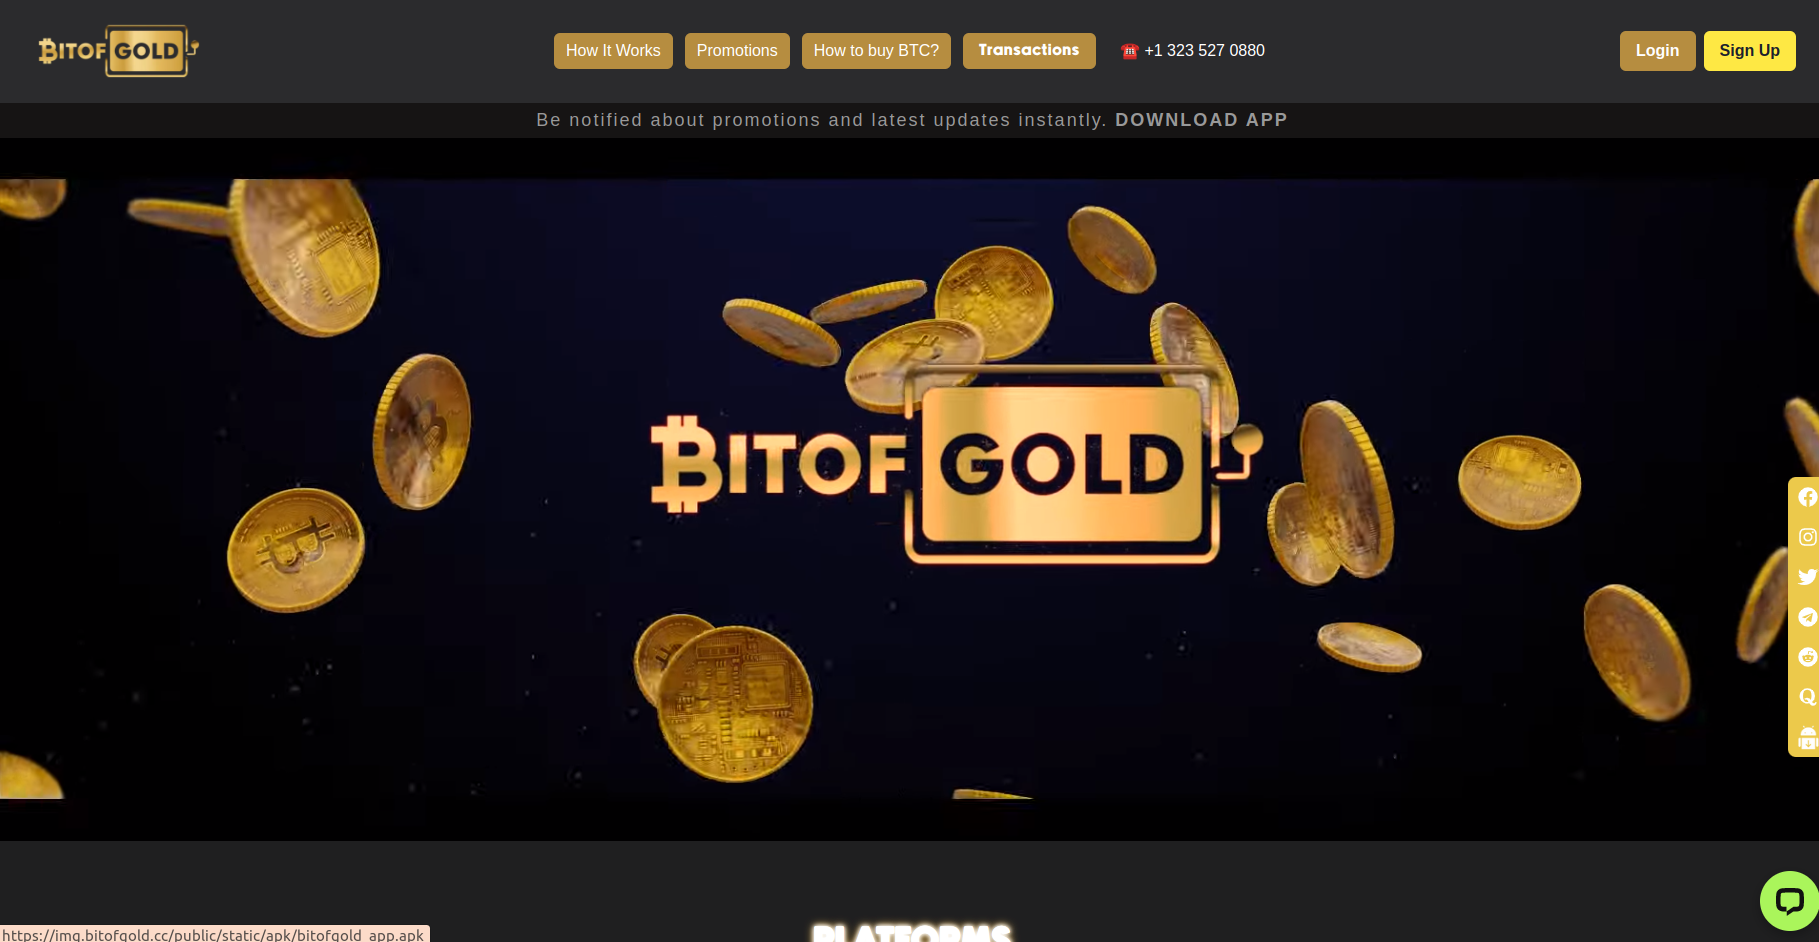 BITOF GOLD
How It Works
Promotions
How to buy BTC?
Transactions
☎️ +1 323 527 0880
Login
Sign Up
Be notified about promotions and latest updates instantly. DOWNLOAD APP
BITOF GOLD
PLATFORMS
https://img.bitofgold.cc/public/static/apk/bitofgold_app.apk